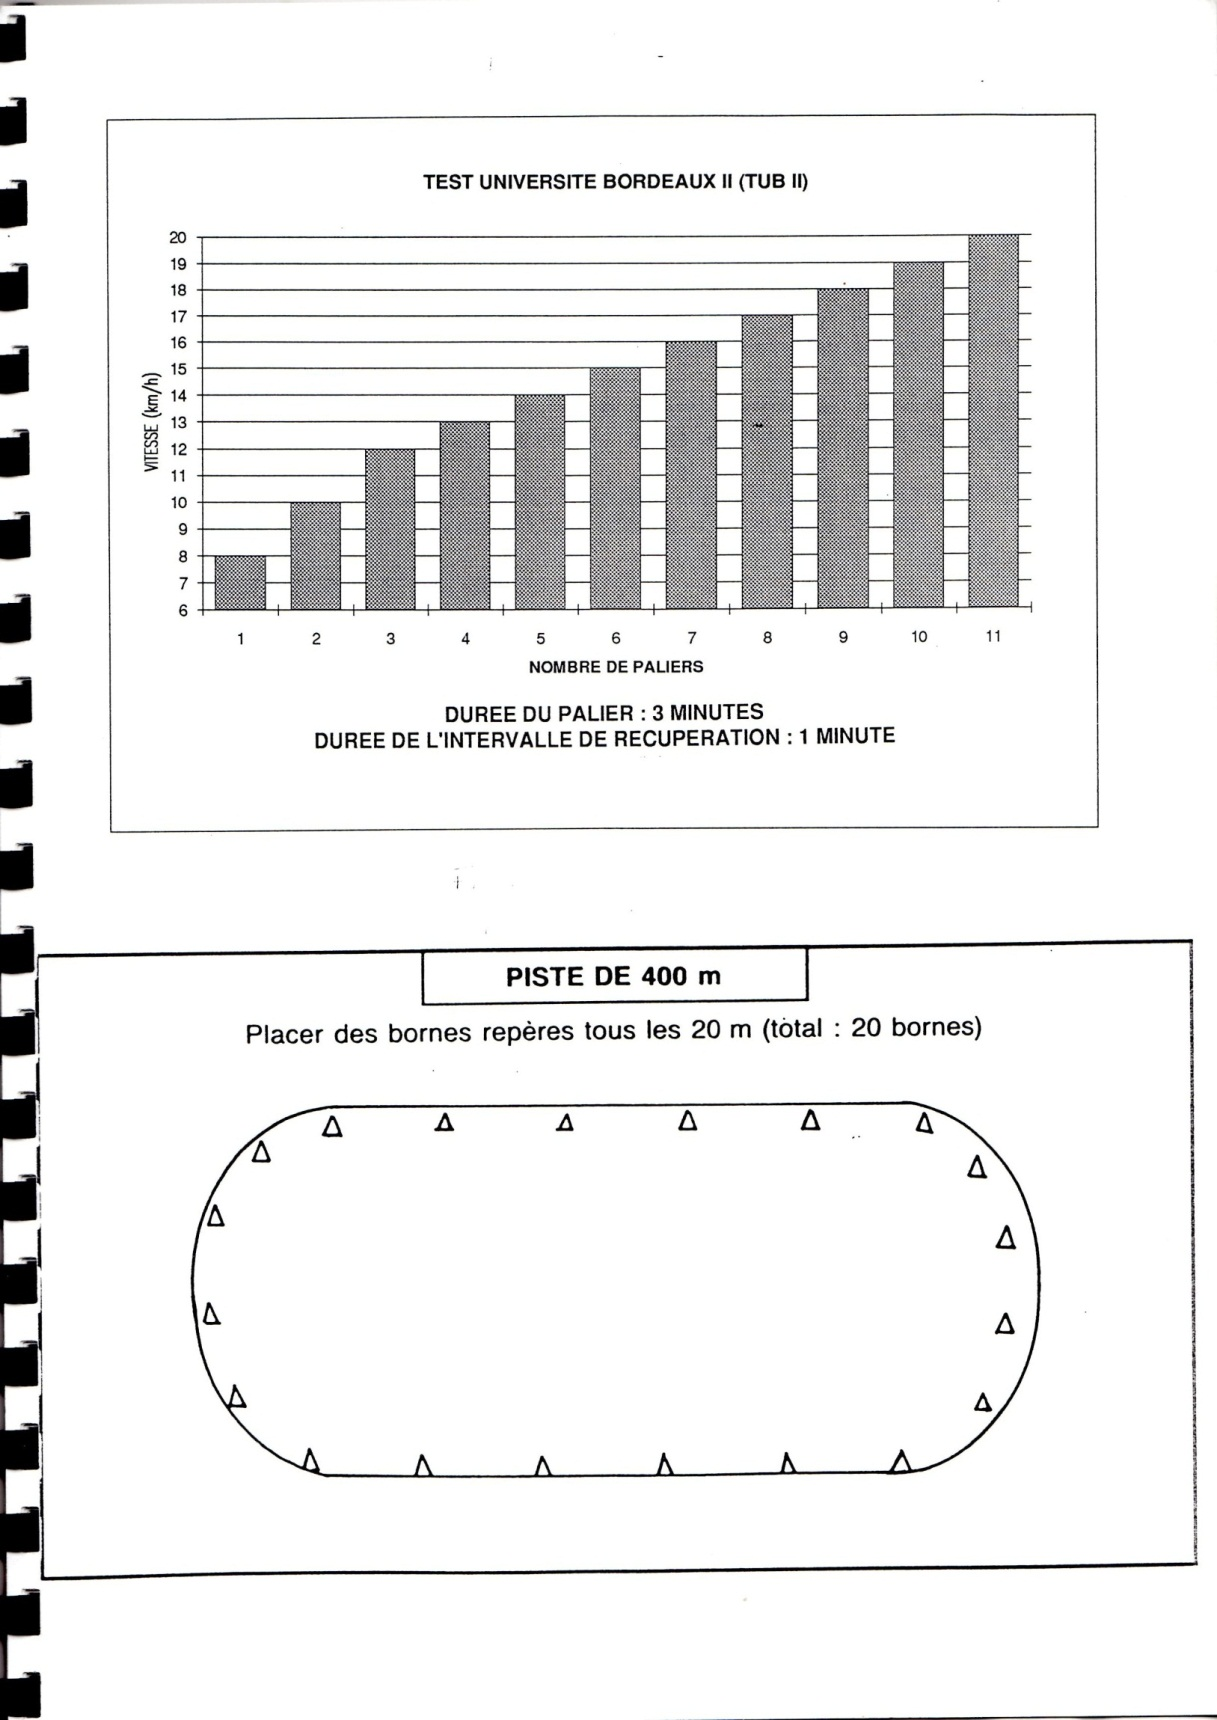 TEST UNIVERSITE BORDEAUX II (TUB II)
20
19
18
17
16
15
14
13
12
11
10
9
8
7
6
VITESSE (km/h)
1 2 3 4 5 6 7 8 9 10 11
NOMBRE DE PALIERS
DUREE DU PALIER : 3 MINUTES
DUREE DE L'INTERVALLE DE RECUPERATION : 1 MINUTE
PISTE DE 400 m
Placer des bornes repères tous les 20 m (total : 20 bornes)